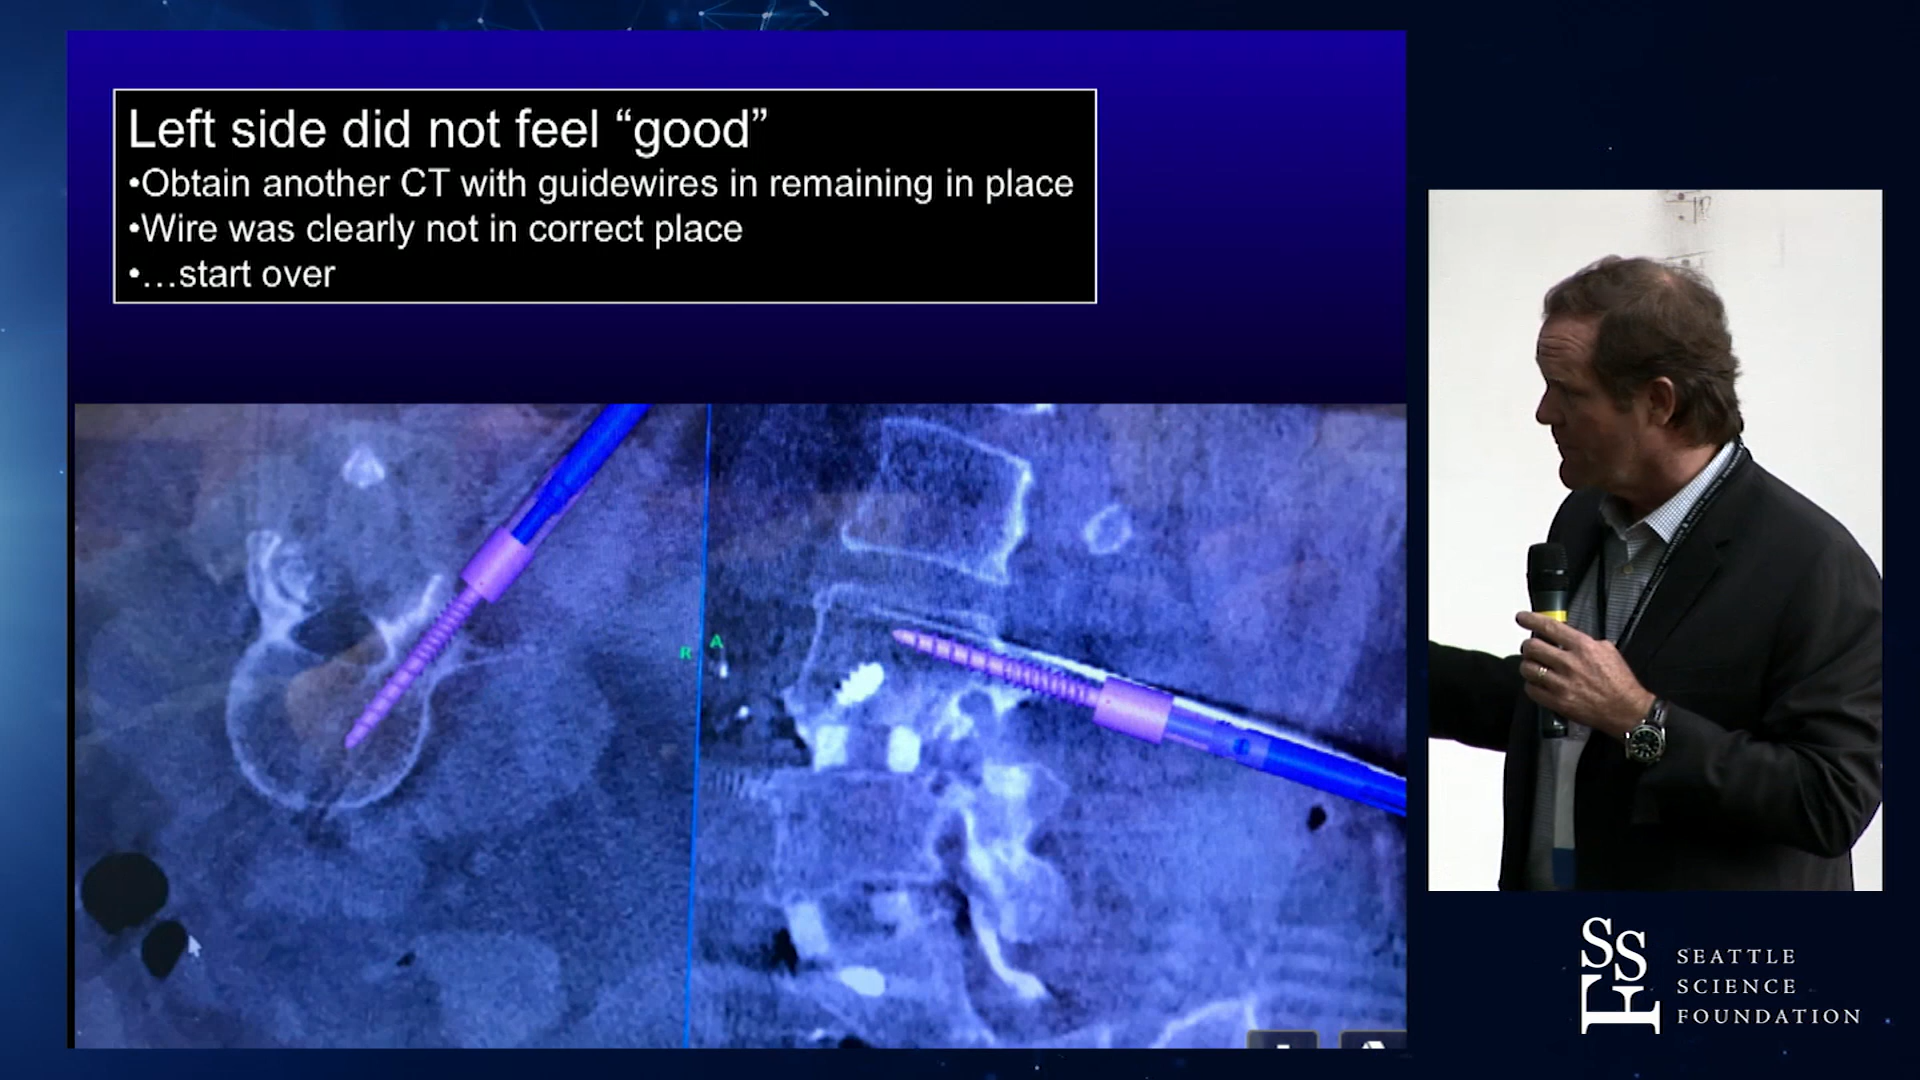 Left side did not feel “good”
•Obtain another CT with guidewires in remaining in place
•Wire was clearly not in correct place
•…start over
R
A
SSF
SEATTLE
SCIENCE
FOUNDATION